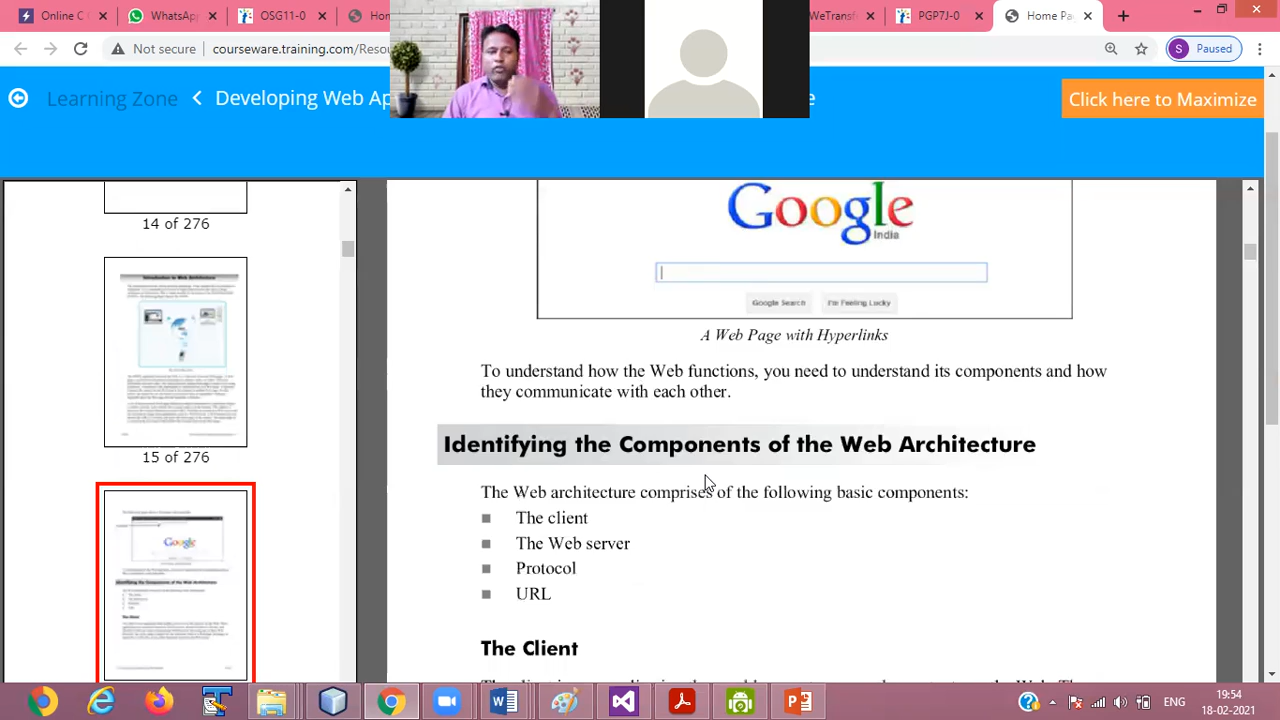 Online C
WhatsApp
OSG11-0
Hom
WeTrans
PGP7J-0
Home Pag
Not secure
courseware.training.com/Resou
S
Paused
Learning Zone
Developing Web Ap
e
Click here to Maximize
14 of 276
15 of 276
Google
India
Google Search
I'm Feeling Lucky
A Web Page with Hyperlinks
To understand how the Web functions, you need to understand its components and how
they communicate with each other.
Identifying the Components of the Web Architecture
The Web architecture comprises of the following basic components:
The client
The Web server
Protocol
URL
The Client
ENG
19:54
18-02-2021